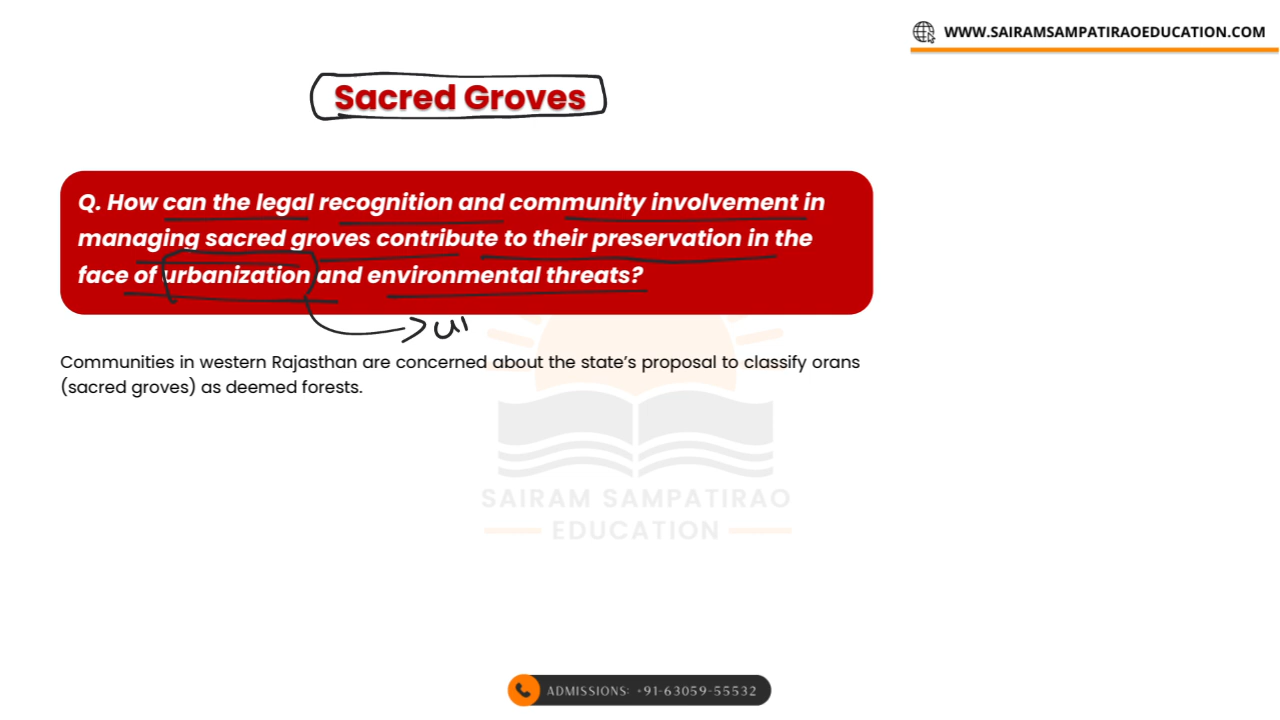 WWW.SAIRAMSAMPATIRAOEDUCATION.COM
Sacred Groves
Q. How can the legal recognition and community involvement in
managing sacred groves contribute to their preservation in the
face of urbanization and environmental threats?
Communities in western Rajasthan are concerned about the state’s proposal to classify orans
(sacred groves) as deemed forests.
SAIRAM SAMPATIRAO
EDUCATION
ADMISSIONS: +91-63059-55532